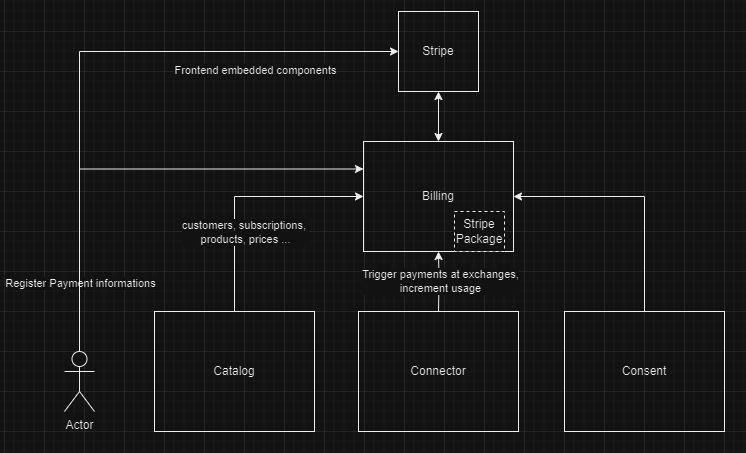 Stripe
Frontend embedded components
Billing
Stripe
Package
customers, subscriptions,
products, prices ...
Trigger payments at exchanges,
increment usage
Register Payment informations
Catalog
Connector
Consent
Actor